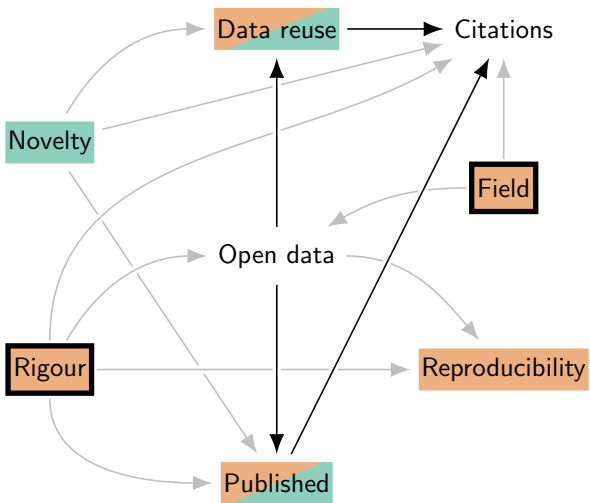 Data reuse
Citations
Novelty
Field
Open data
Rigour
Reproducibility
Published